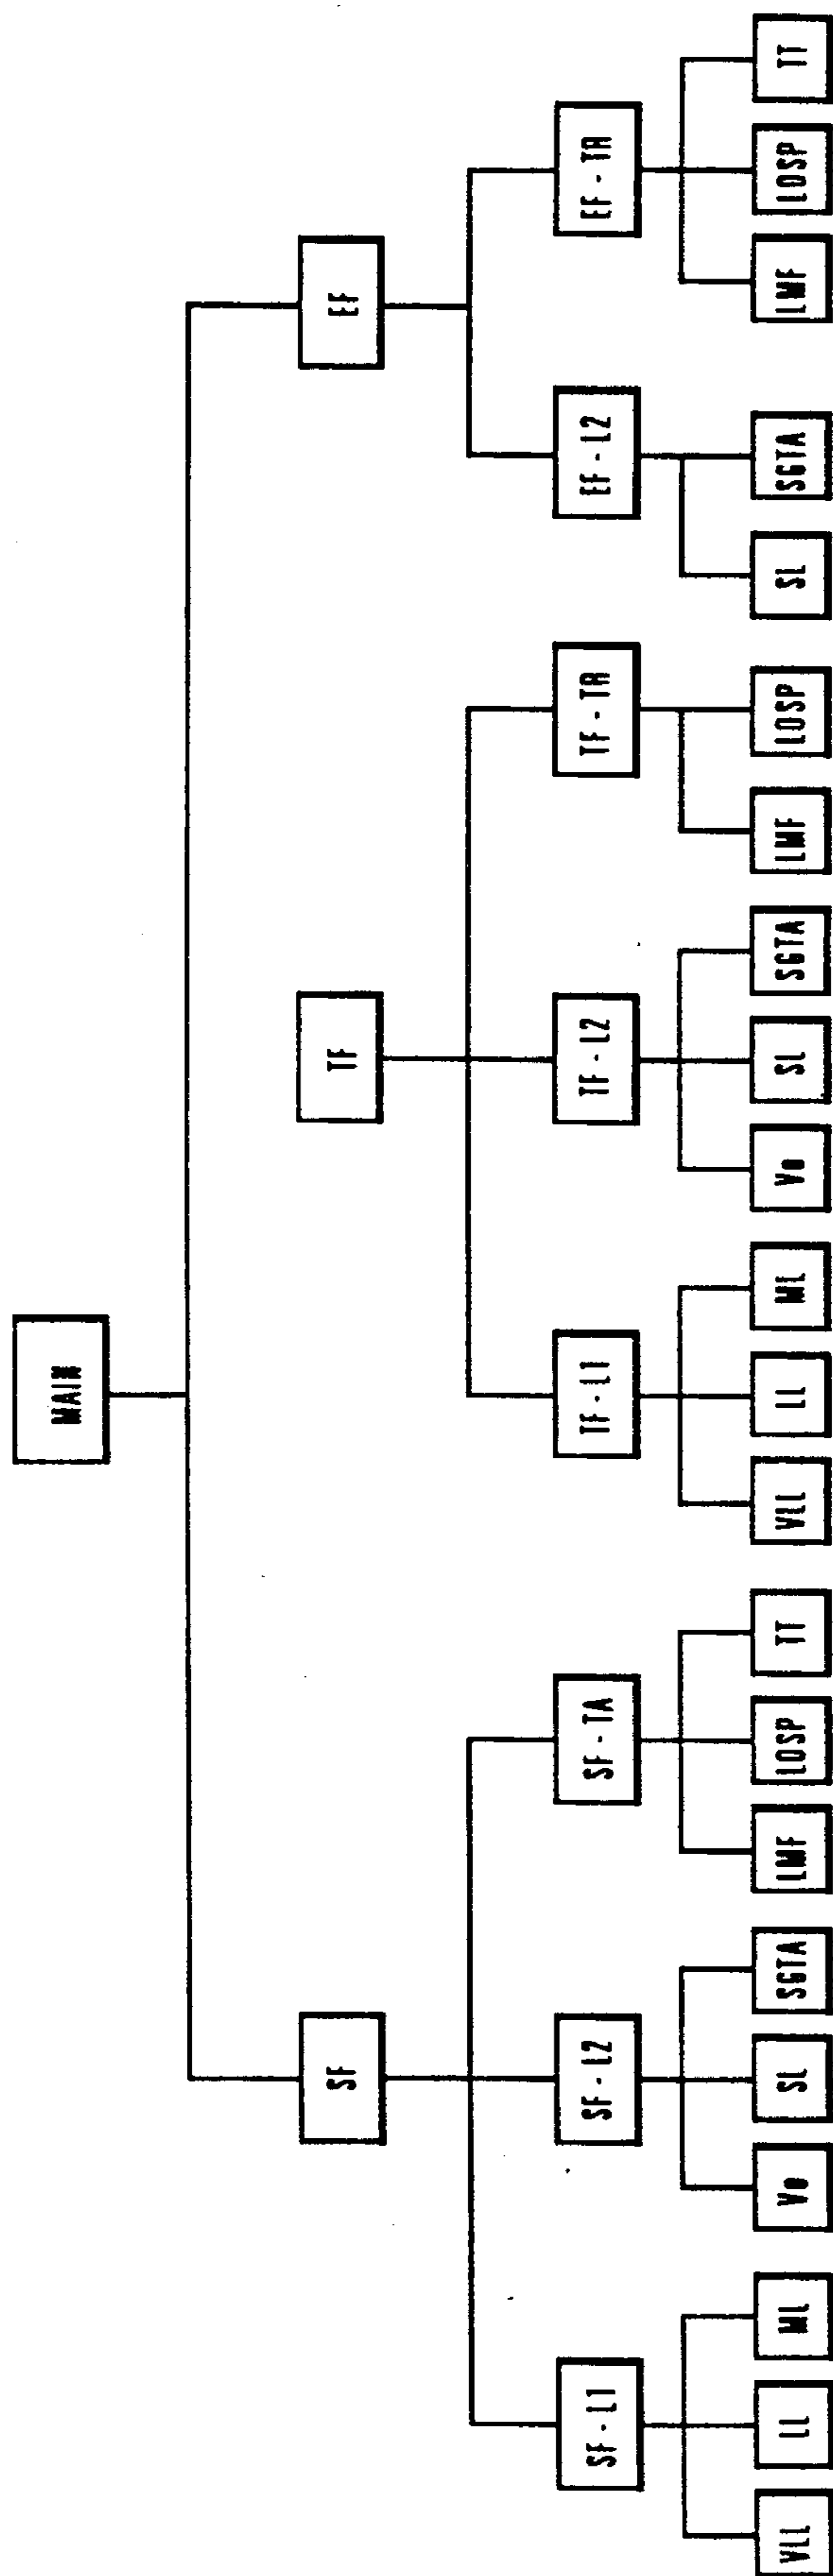 MAIN
SF
TF
EF
SF - L1
SF - L2
SF - TA
TF - L1
TF - L2
TF - TR
EF - L2
EF - TR
VLL
LL
ML
Vo
SL
SGTA
LMF
LOSP
TT
VLL
LL
ML
Vo
SL
SGTA
LMF
LOSP
SL
SGTA
LMF
LOSP
TT